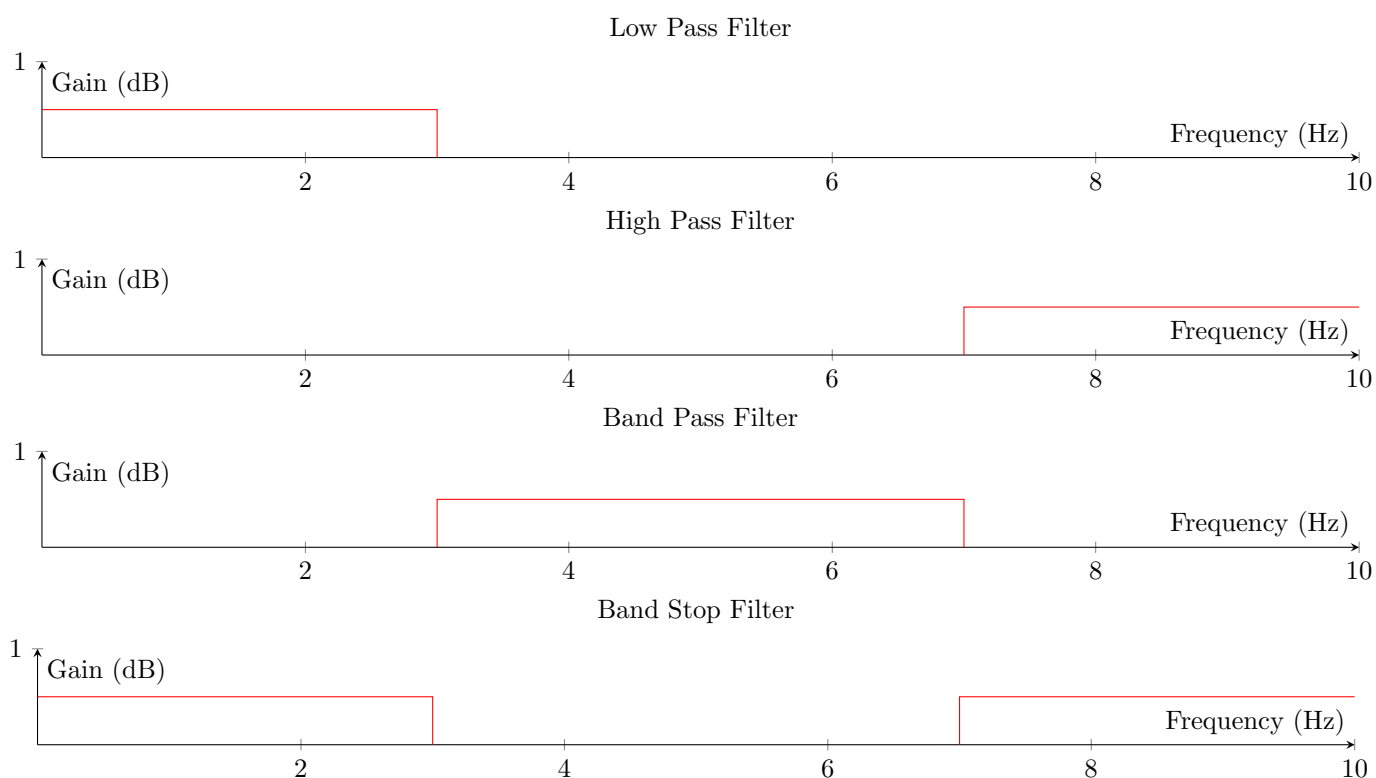 Low Pass Filter
1
Gain (dB)
Frequency (Hz)
2 4 6 8 10
High Pass Filter
1
Gain (dB)
Frequency (Hz)
2 4 6 8 10
Band Pass Filter
1
Gain (dB)
Frequency (Hz)
2 4 6 8 10
Band Stop Filter
1
Gain (dB)
Frequency (Hz)
2 4 6 8 10